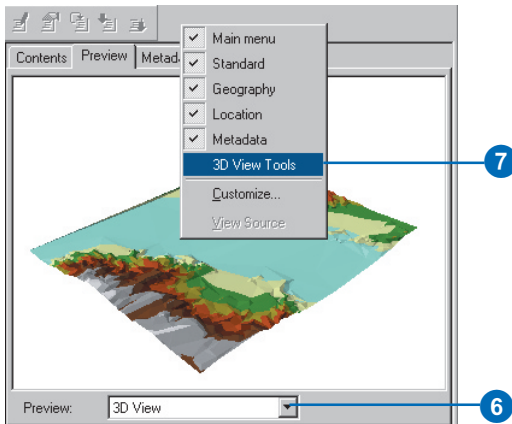 Main menu
Contents Preview Metad
Standard
Geography
Location
Metadata
3D View Tools
7
Customize...
View Source
Preview: 3D View
6